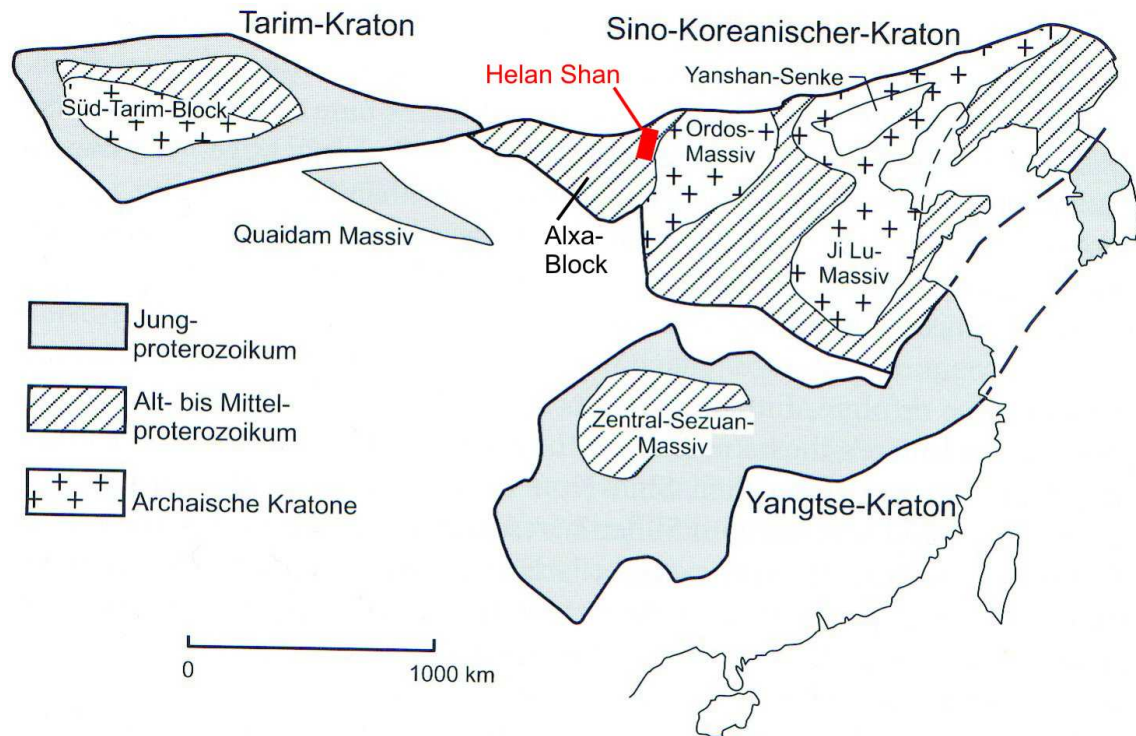 Tarim-Kraton
Sino-Koreanischer-Kraton
Helan Shan
Yanshan-Senke
Süd-Tarim-Block
Ordos-
Massiv
Quaidam Massiv
Alxa-
Block
Ji Lu-
Massiv
Jung-
proterozoikum
Alt- bis Mittel-
proterozoikum
Archaische Kratone
Zentral-Sezuan-
Massiv
Yangtse-Kraton
0
1000 km